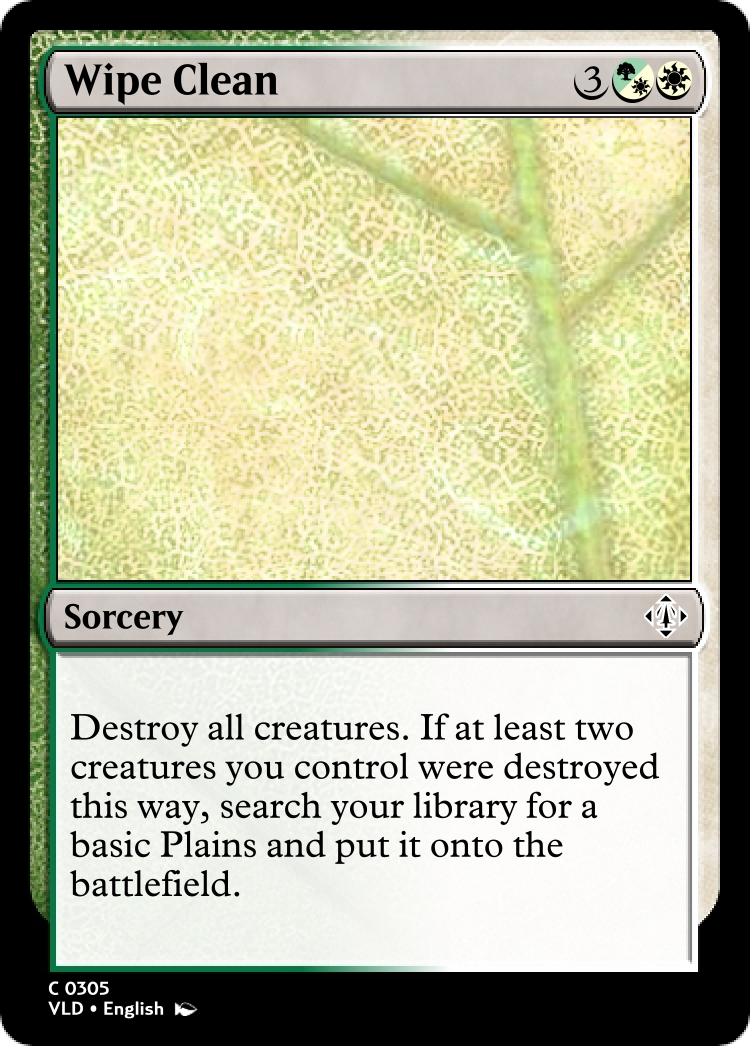 Wipe Clean 3
Sorcery
Destroy all creatures. If at least two
creatures you control were destroyed
this way, search your library for a
basic Plains and put it onto the
battlefield.
C 0305
VLD • English